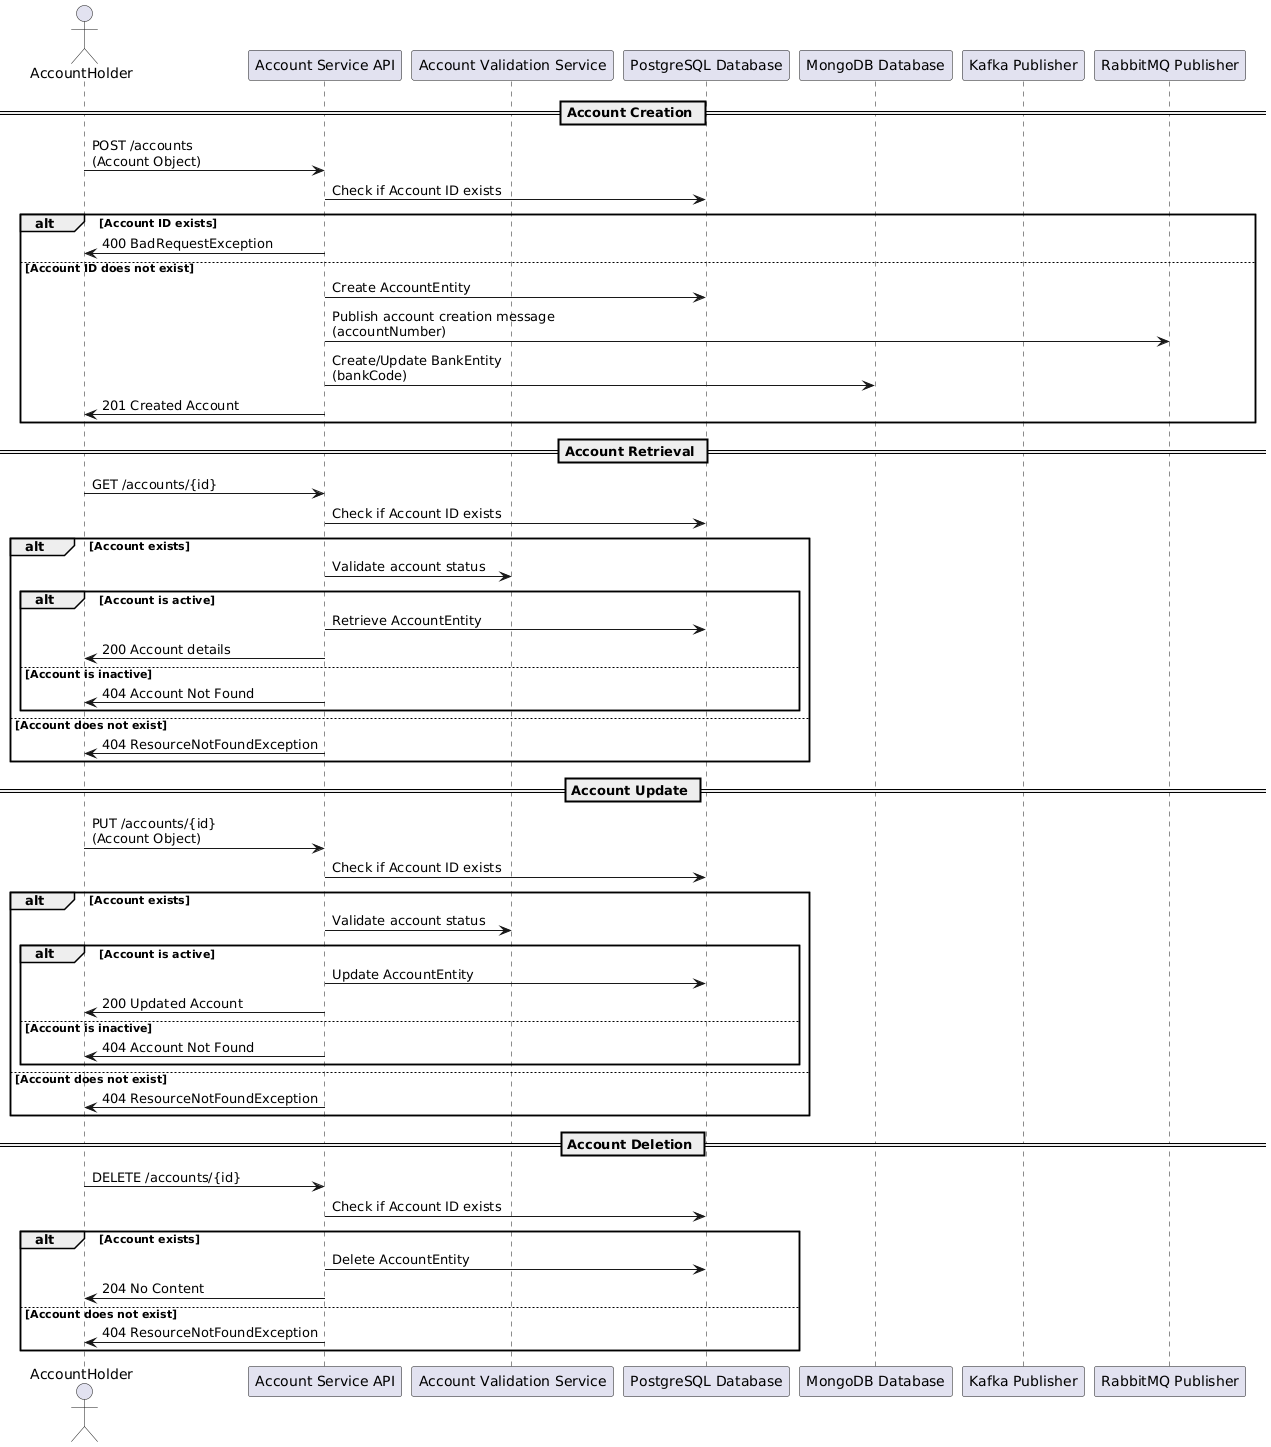 AccountHolder
Account Service API
Account Validation Service
PostgreSQL Database
MongoDB Database
Kafka Publisher
RabbitMQ Publisher
Account Creation
POST /accounts
(Account Object)
Check if Account ID exists
alt
[Account ID exists]
400 BadRequestException
[Account ID does not exist]
Create AccountEntity
Publish account creation message
(accountNumber)
Create/Update BankEntity
(bankCode)
201 Created Account
Account Retrieval
GET /accounts/{id}
Check if Account ID exists
alt
[Account exists]
Validate account status
alt
[Account is active]
Retrieve AccountEntity
200 Account details
[Account is inactive]
404 Account Not Found
[Account does not exist]
404 ResourceNotFoundException
Account Update
PUT /accounts/{id}
(Account Object)
Check if Account ID exists
alt
[Account exists]
Validate account status
alt
[Account is active]
Update AccountEntity
200 Updated Account
[Account is inactive]
404 Account Not Found
[Account does not exist]
404 ResourceNotFoundException
Account Deletion
DELETE /accounts/{id}
Check if Account ID exists
alt
[Account exists]
Delete AccountEntity
204 No Content
[Account does not exist]
404 ResourceNotFoundException
AccountHolder
Account Service API
Account Validation Service
PostgreSQL Database
MongoDB Database
Kafka Publisher
RabbitMQ Publisher